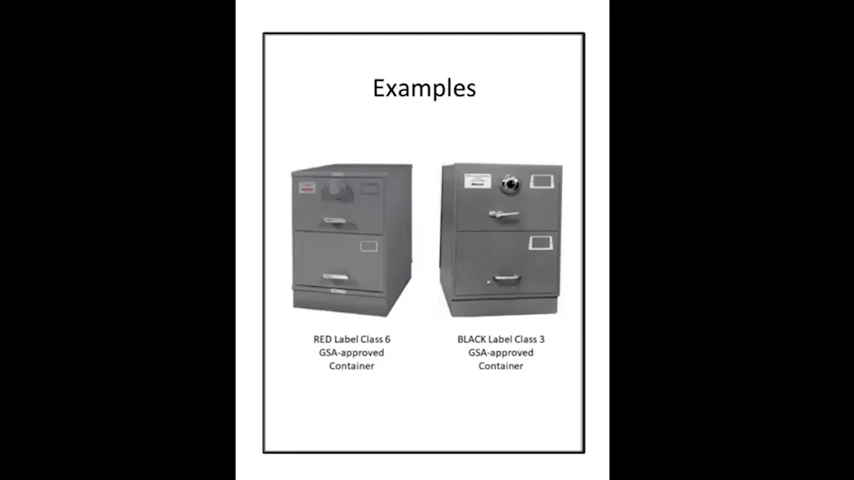 Examples
RED Label Class 6
GSA-approved
Container
BLACK Label Class 3
GSA-approved
Container